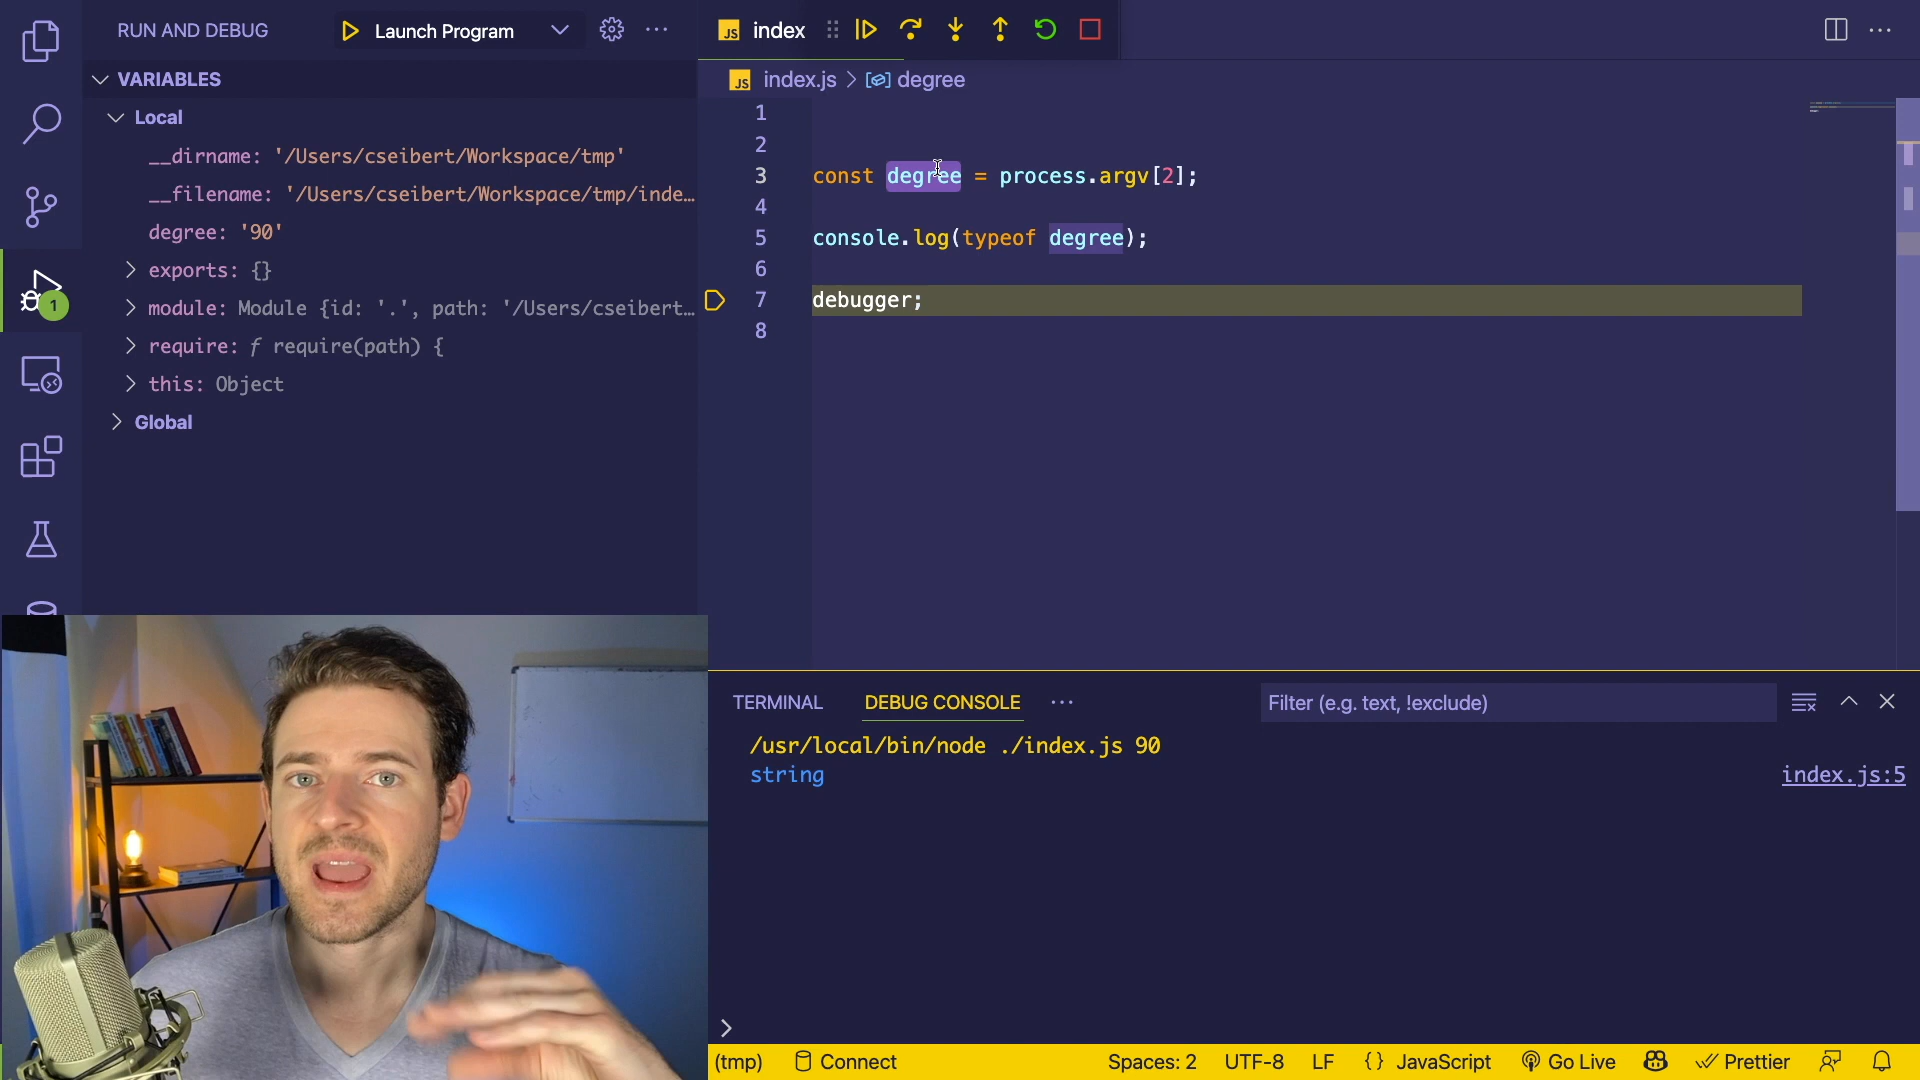 RUN AND DEBUG
Launch Program
VARIABLES
Local
__dirname: '/Users/cseibert/Workspace/tmp'
__filename: '/Users/cseibert/Workspace/tmp/inde…
degree: '90'
exports: {}
module: Module {id: '.', path: '/Users/cseibert…
require: ƒ require(path) {
this: Object
Global
1
JS index
JS index.js > degree
1
2
3 const degree = process.argv[2];
4
5 console.log(typeof degree);
6
7 debugger;
8
TERMINAL
DEBUG CONSOLE
Filter (e.g. text, !exclude)
/usr/local/bin/node ./index.js 90
string
index.js:5
(tmp)
Connect
Spaces: 2
UTF-8
LF
{ } JavaScript
Go Live
Prettier